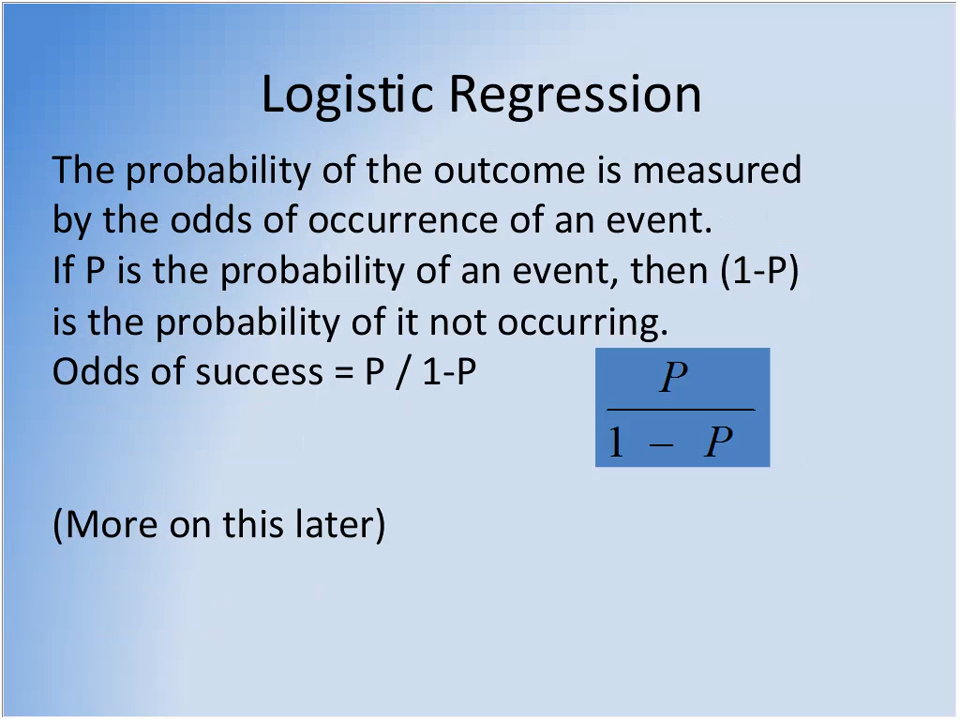 Logistic Regression
The probability of the outcome is measured
by the odds of occurrence of an event.
If P is the probability of an event, then (1-P)
is the probability of it not occurring.
Odds of success = P / 1-P
P
1 – P
(More on this later)